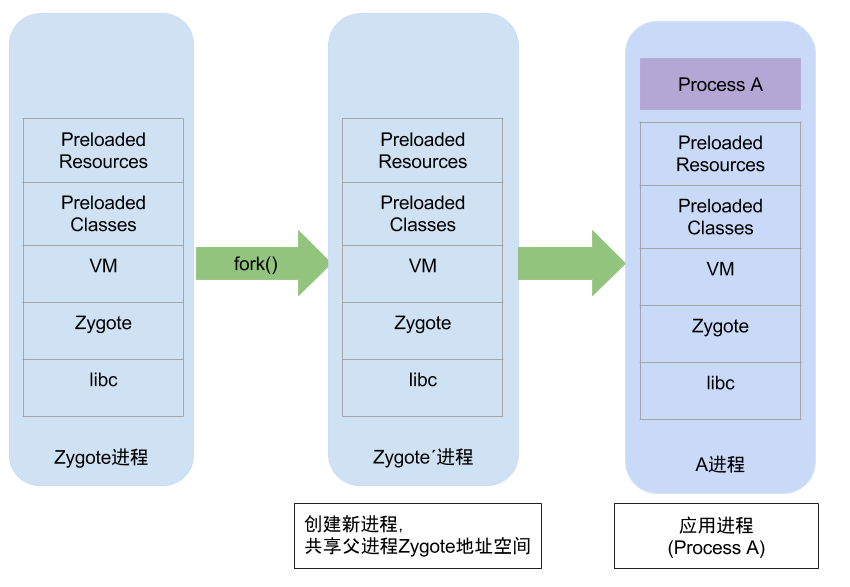 Preloaded
Resources
Preloaded
Classes
VM
Zygote
libc
Zygote进程
fork()
Preloaded
Resources
Preloaded
Classes
VM
Zygote
libc
Zygote´进程
创建新进程，
共享父进程Zygote地址空间
Process A
Preloaded
Resources
Preloaded
Classes
VM
Zygote
libc
A进程
应用进程
(Process A)